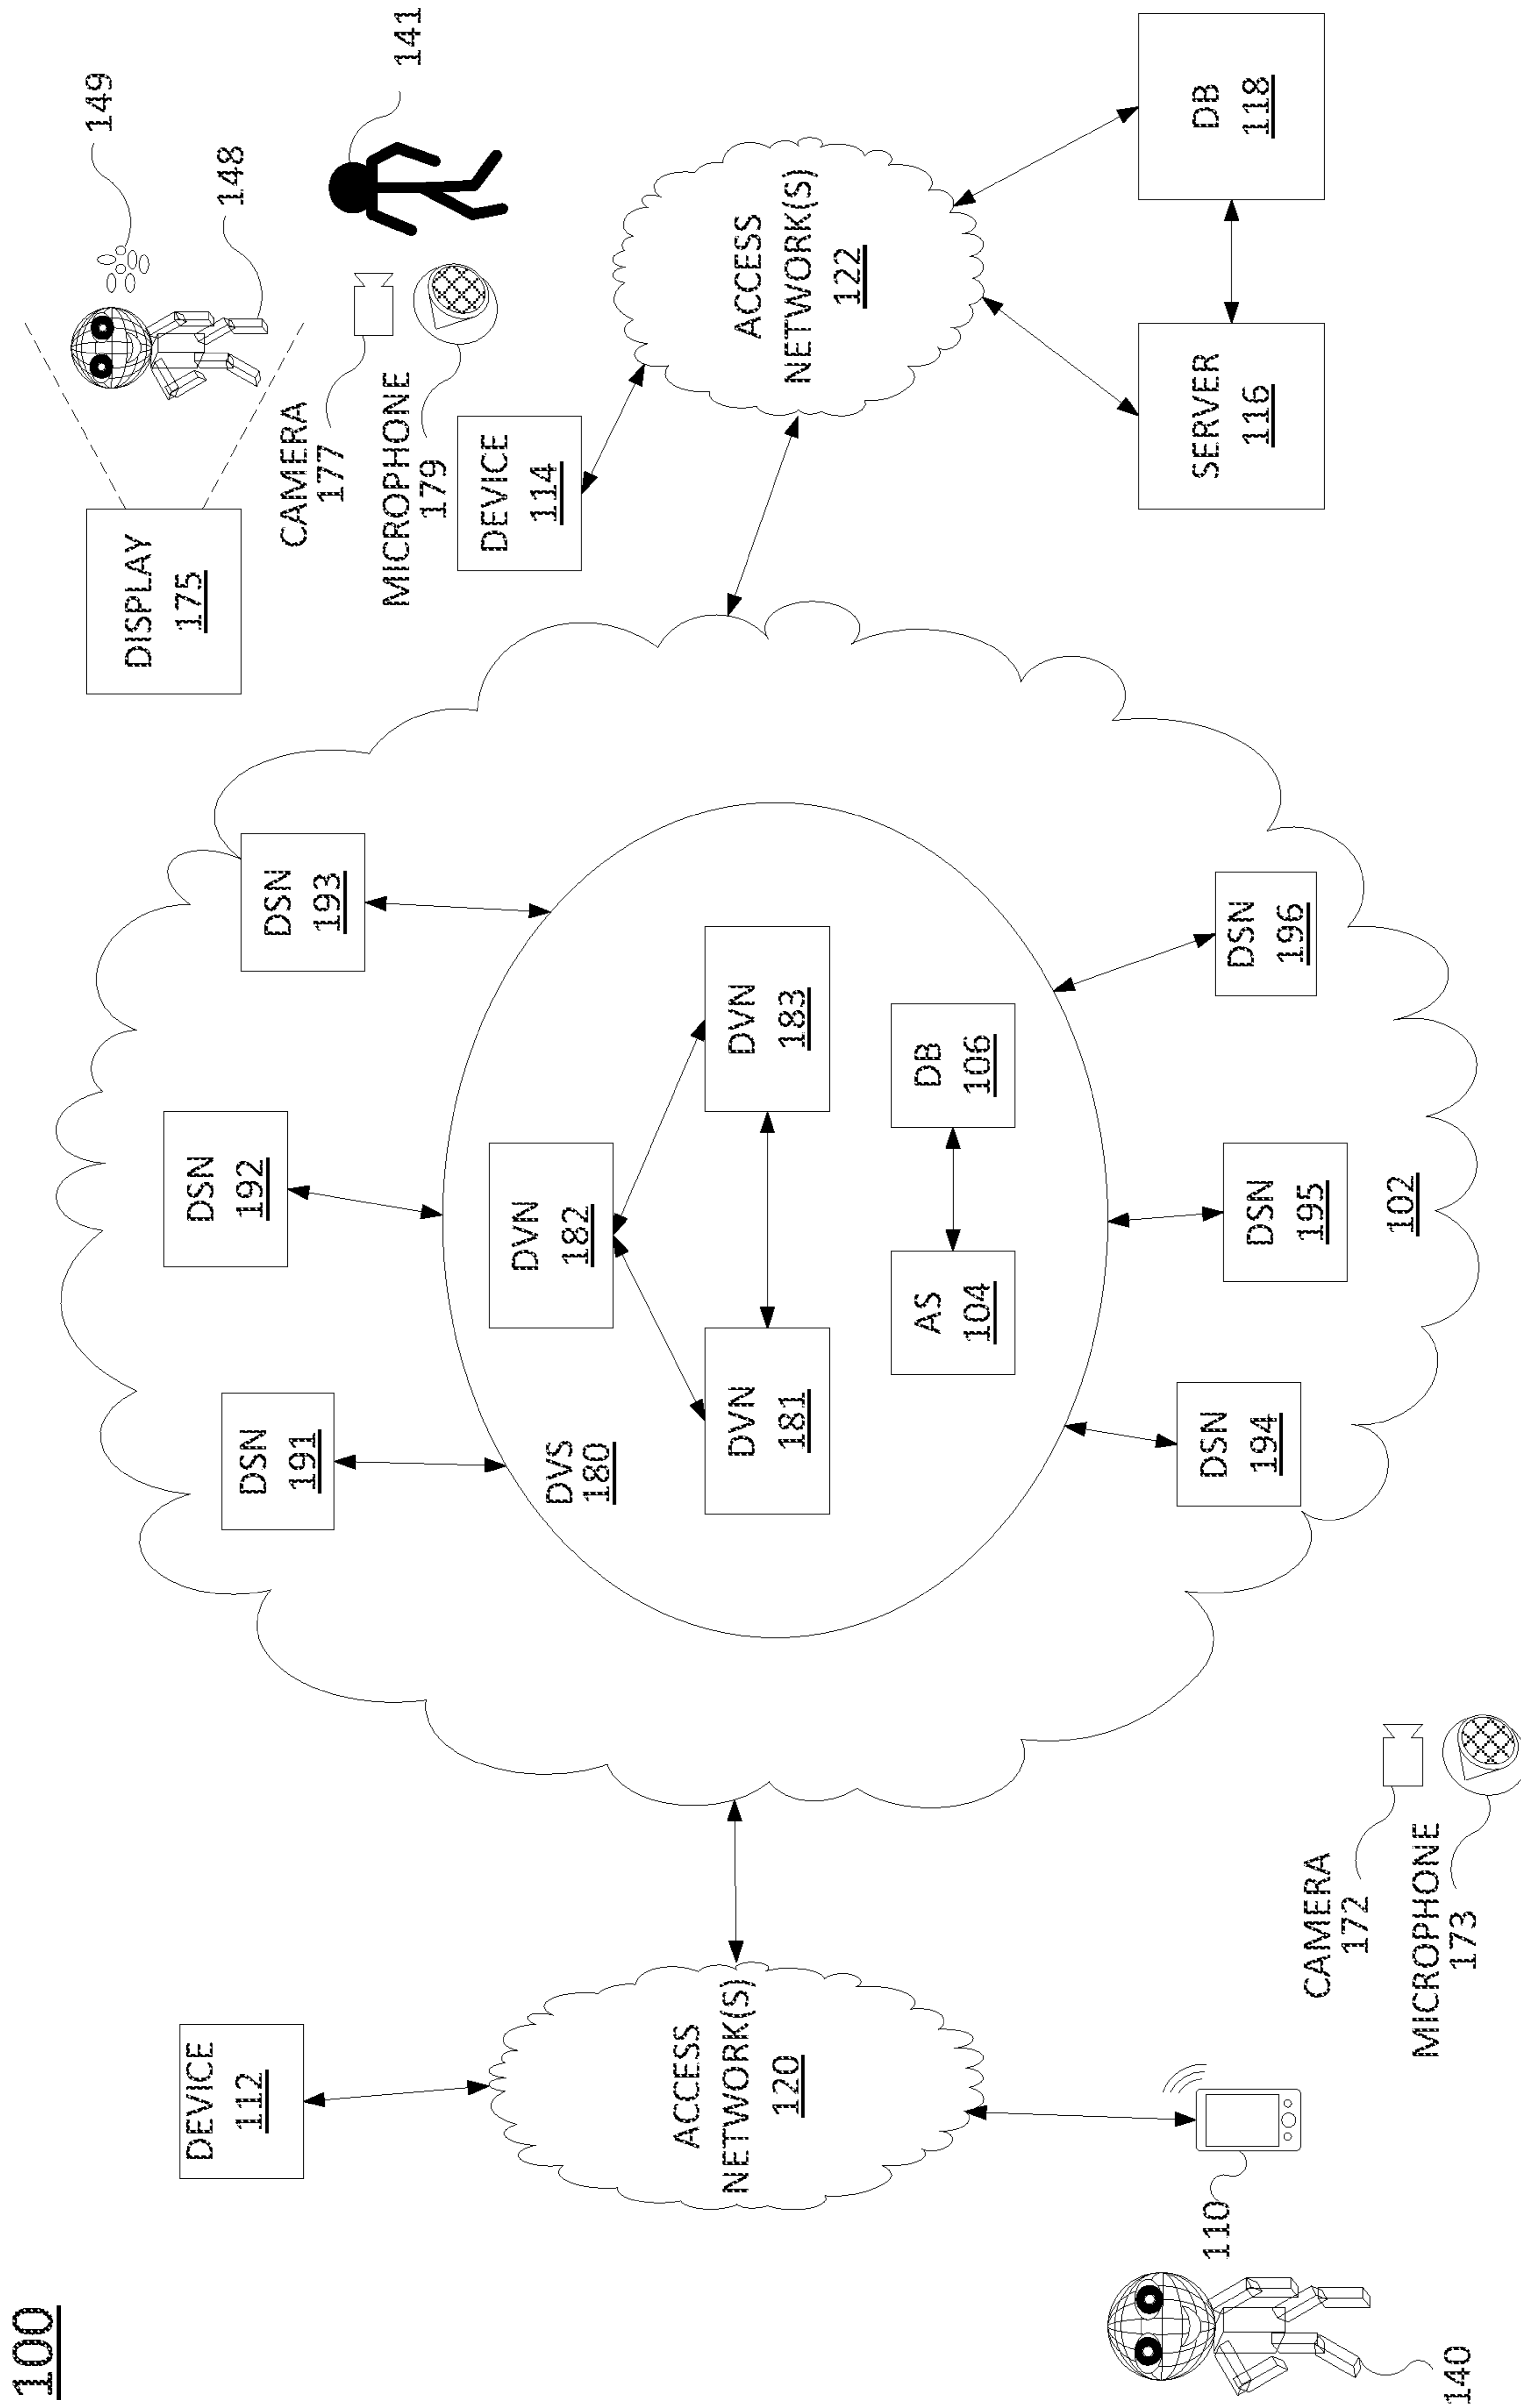 100
DEVICE
112
ACCESS
NETWORK(S)
120
110
140
CAMERA
172
MICROPHONE
173
DSN
191
DSN
192
DSN
193
DVS
180
DVN
182
DVN
181
DVN
183
AS
104
DB
106
DSN
194
DSN
195
DSN
196
102
DISPLAY
175
149
148
141
CAMERA
177
MICROPHONE
179
DEVICE
114
ACCESS
NETWORK(S)
122
SERVER
116
DB
118